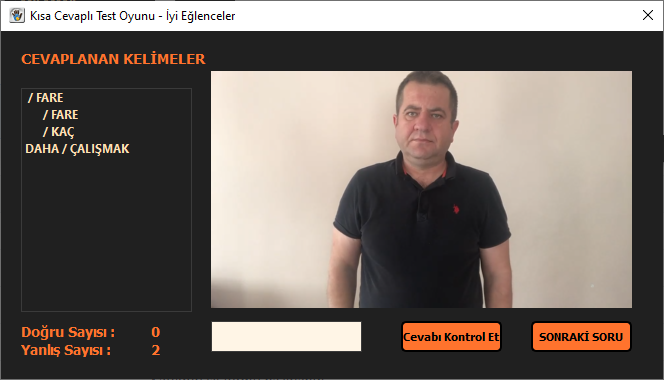 Kısa Cevaplı Test Oyunu - İyi Eğlenceler
CEVAPLANAN KELİMELER
/ FARE
/ FARE
/ KAÇ
DAHA / ÇALIŞMAK
Doğru Sayısı : 0
Yanlış Sayısı : 2
Cevabı Kontrol Et
SONRAKİ SORU